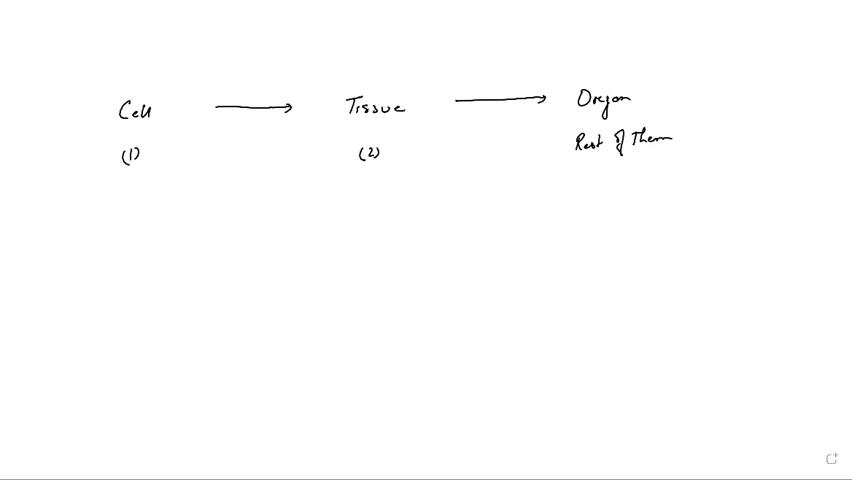 Cell → Tissue → Organ
(1) (2) Rest of Them